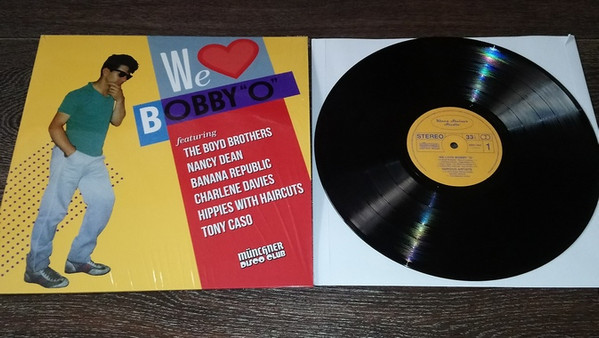 We
BOBBY "O"
featuring
THE BOYD BROTHERS
NANCY DEAN
BANANA REPUBLIC
CHARLENE DAVIES
HIPPIES WITH HAIRCUTS
TONY CASO
MÜNCHNER
DISCO CLUB
STEREO
33
1